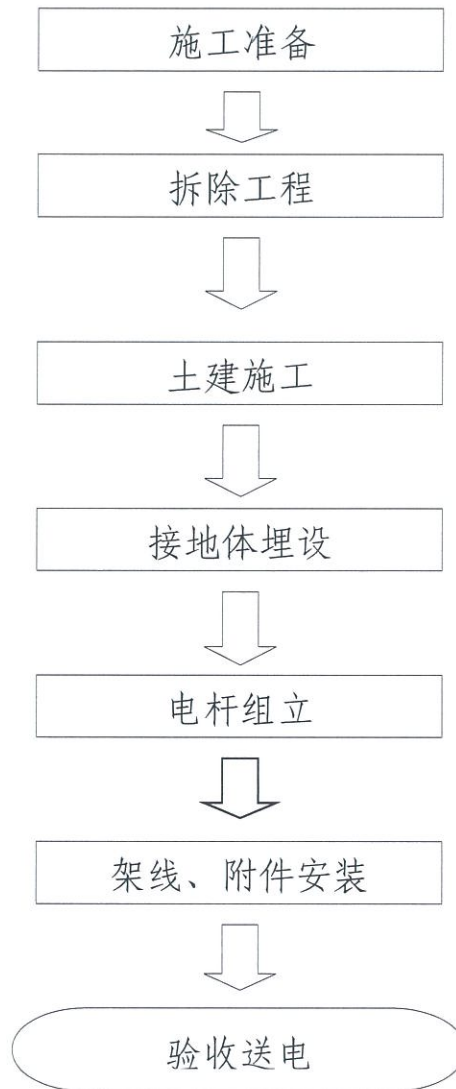 施工准备
拆除工程
土建施工
接地体埋设
电杆组立
架线、附件安装
验收送电